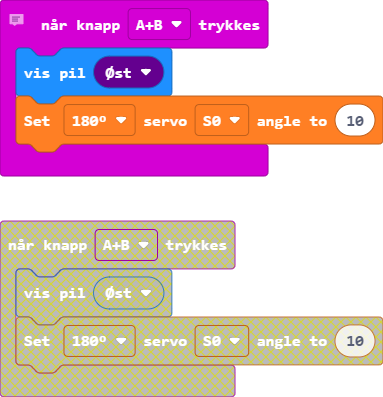 når knapp A+B trykkes
vis pil Øst
Set 180º servo S0 angle to 10
når knapp A+B trykkes
vis pil Øst
Set 180º servo S0 angle to 10